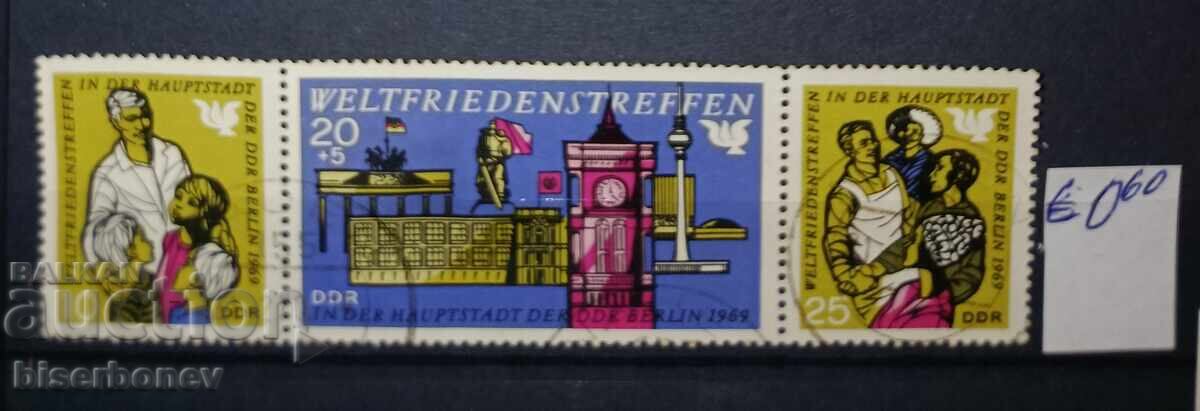 WELTFRIEDENSTREFFEN IN DER HAUPTSTADT DER DDR BERLIN 1969
10
DDR
WELTFRIEDENSTREFFEN
20
+5
DDR
IN DER HAUPTSTADT DER DDR BERLIN 1969
WELTFRIEDENSTREFFEN IN DER HAUPTSTADT DER DDR BERLIN 1969
25
DDR
€ 0,60
BALKAN
auction
biserbonev